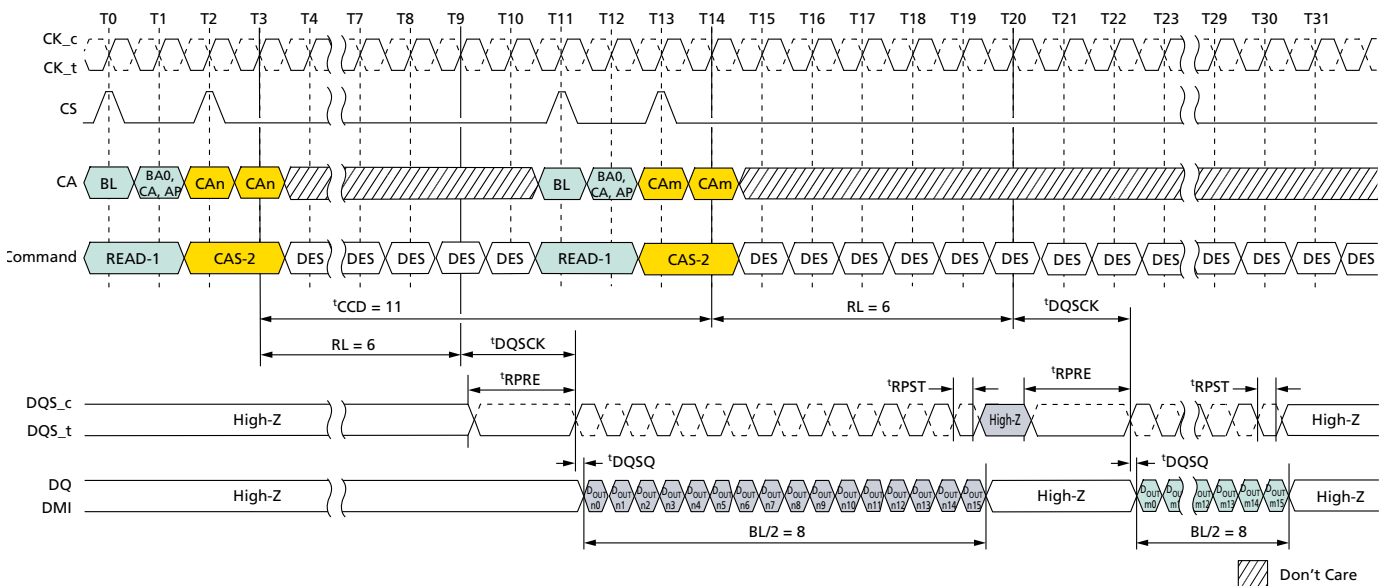 T0 T1 T2 T3 T4 T7 T8 T9 T10 T11 T12 T13 T14 T15 T16 T17 T18 T19 T20 T21 T22 T23 T29 T30 T31
CK_c
CK_t
CS
CA BL BA0, CA, AP CAn CAn BL BA0, CA, AP CAm CAm
Command READ-1 CAS-2 DES DES DES DES DES READ-1 CAS-2 DES DES DES DES DES DES DES DES DES DES DES DES DES
tCCD = 11 RL = 6 tDQSCK
RL = 6 tDQSCK
tRPRE tRPST tRPRE tRPST
DQS_c
DQS_t
High-Z High-Z High-Z
tDQSQ tDQSQ
DQ
DMI
High-Z DOUT n0 DOUT n1 DOUT n2 DOUT n3 DOUT n4 DOUT n5 DOUT n6 DOUT n7 DOUT n8 DOUT n9 DOUT n10 DOUT n11 DOUT n12 DOUT n13 DOUT n14 DOUT n15 High-Z DOUT m0 DOUT m12 DOUT m13 DOUT m14 DOUT m15 High-Z
BL/2 = 8 BL/2 = 8
Don't Care